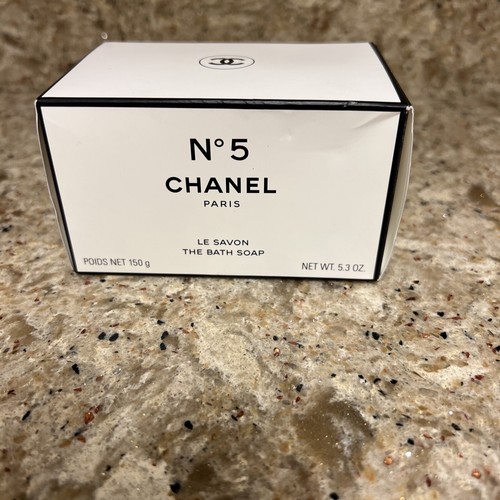 N°5
CHANEL
PARIS
LE SAVON
THE BATH SOAP
POIDS NET 150 g
NET WT. 5.3 OZ.